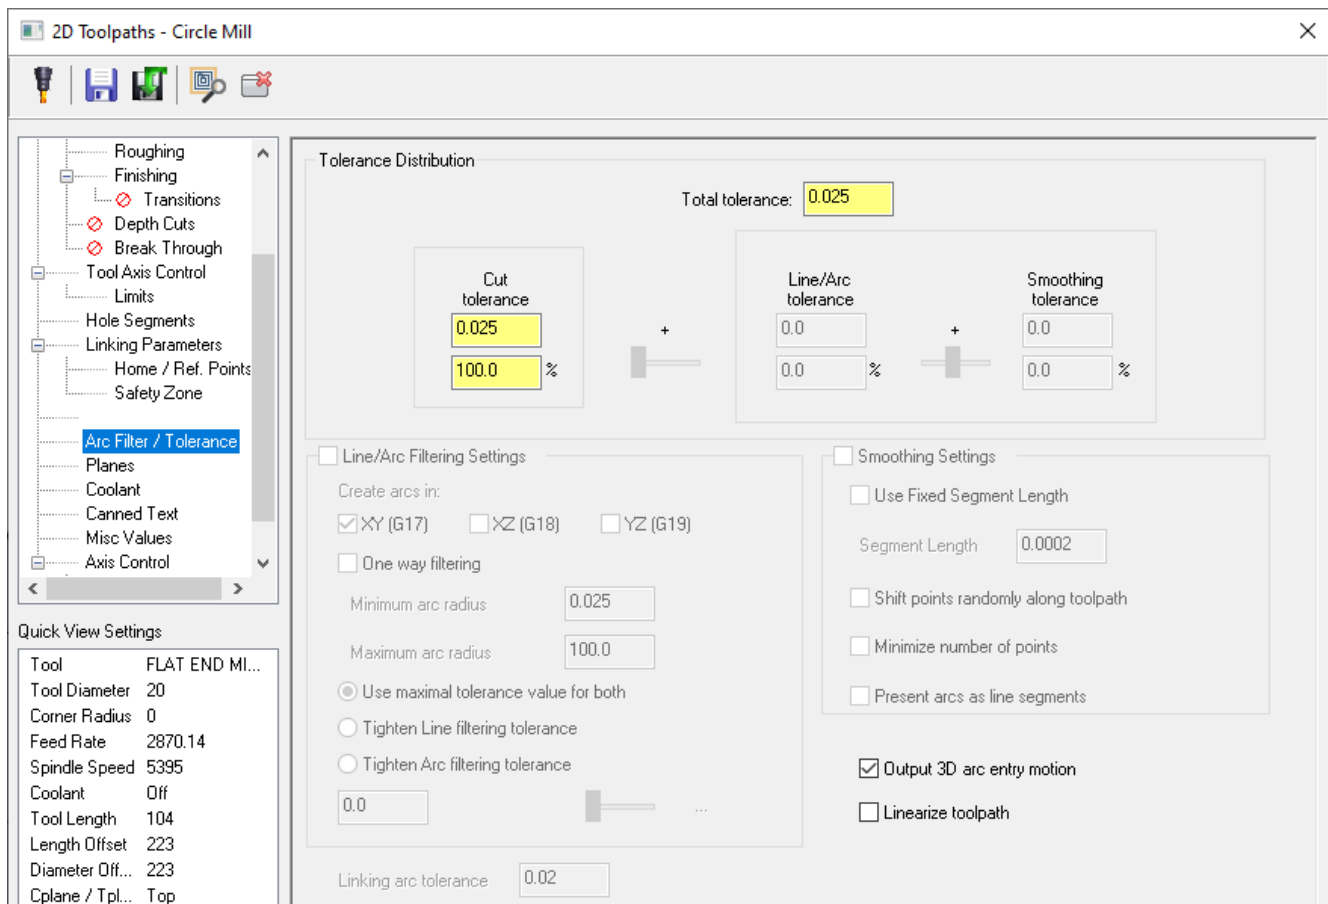 2D Toolpaths - Circle Mill
Roughing
Finishing
Transitions
Depth Cuts
Break Through
Tool Axis Control
Limits
Hole Segments
Linking Parameters
Home / Ref. Points
Safety Zone
Arc Filter / Tolerance
Planes
Coolant
Canned Text
Misc Values
Axis Control
Quick View Settings
Tool FLAT END MI...
Tool Diameter 20
Corner Radius 0
Feed Rate 2870.14
Spindle Speed 5395
Coolant Off
Tool Length 104
Length Offset 223
Diameter Off... 223
Cplane / Tpl... Top
Tolerance Distribution
Total tolerance: 0.025
Cut
tolerance
0.025
100.0 %
+
Line/Arc
tolerance
0.0
0.0 %
+
Smoothing
tolerance
0.0
0.0 %
Line/Arc Filtering Settings
Create arcs in:
XY (G17) XZ (G18) YZ (G19)
One way filtering
Minimum arc radius 0.025
Maximum arc radius 100.0
Use maximal tolerance value for both
Tighten Line filtering tolerance
Tighten Arc filtering tolerance
0.0 ...
Linking arc tolerance 0.02
Smoothing Settings
Use Fixed Segment Length
Segment Length 0.0002
Shift points randomly along toolpath
Minimize number of points
Present arcs as line segments
Output 3D arc entry motion
Linearize toolpath